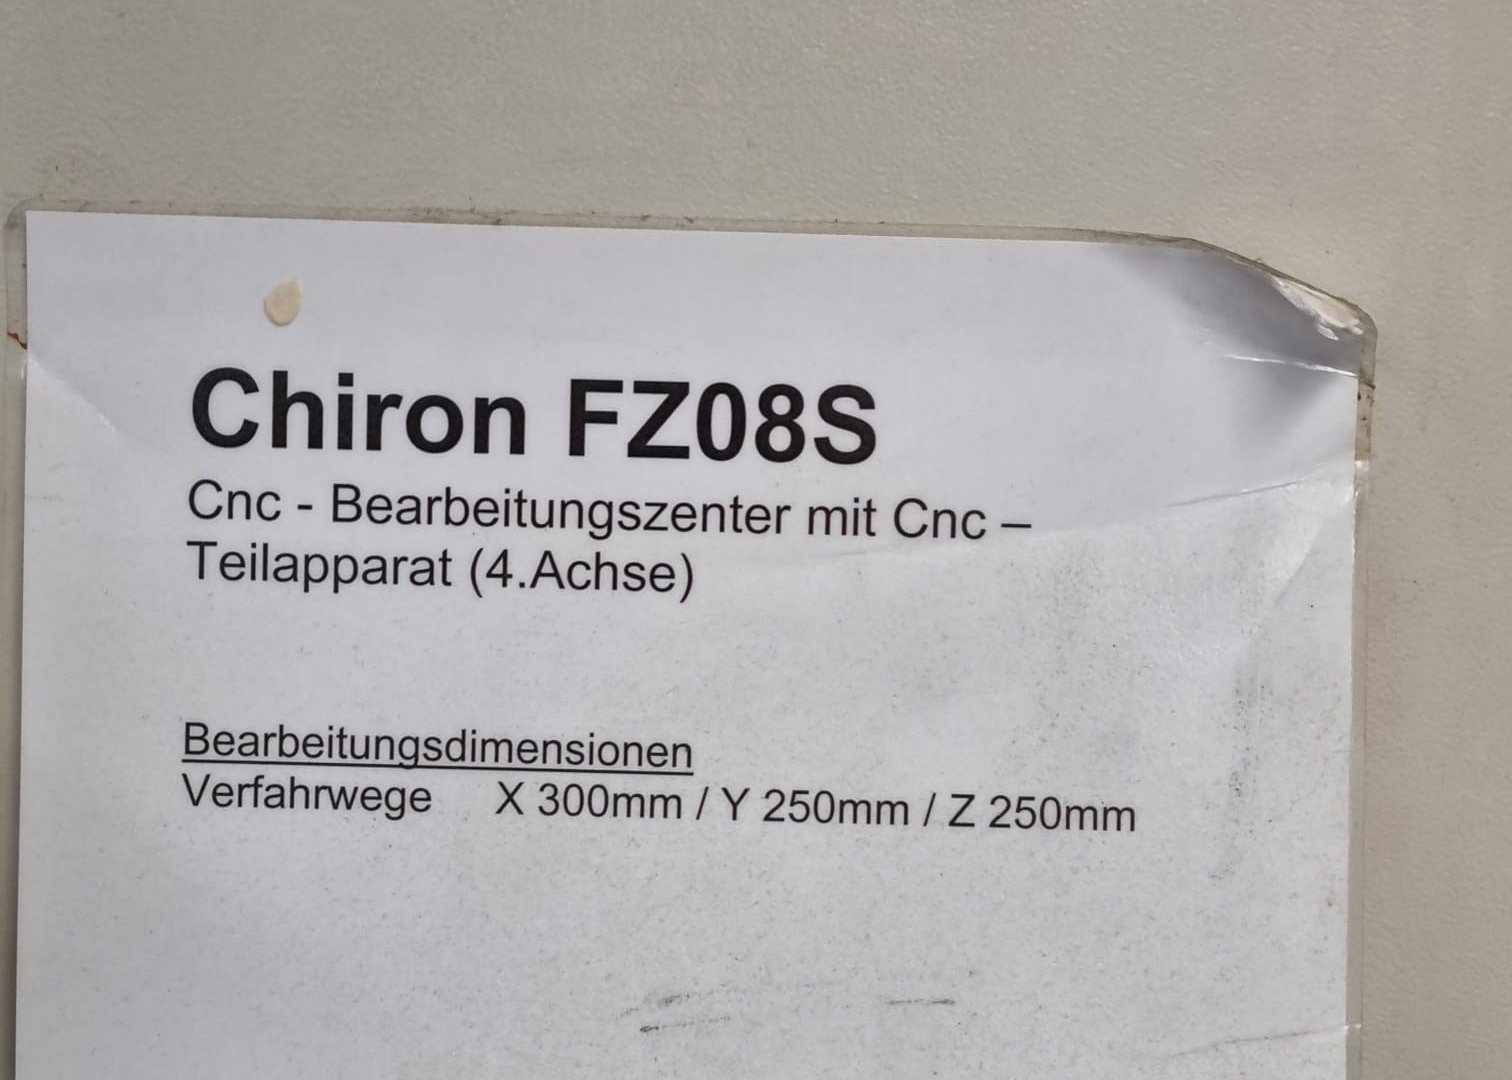 Chiron FZ08S
Cnc - Bearbeitungszenter mit Cnc –
Teilapparat (4.Achse)
Bearbeitungsdimensionen
Verfahrwege X 300mm / Y 250mm / Z 250mm